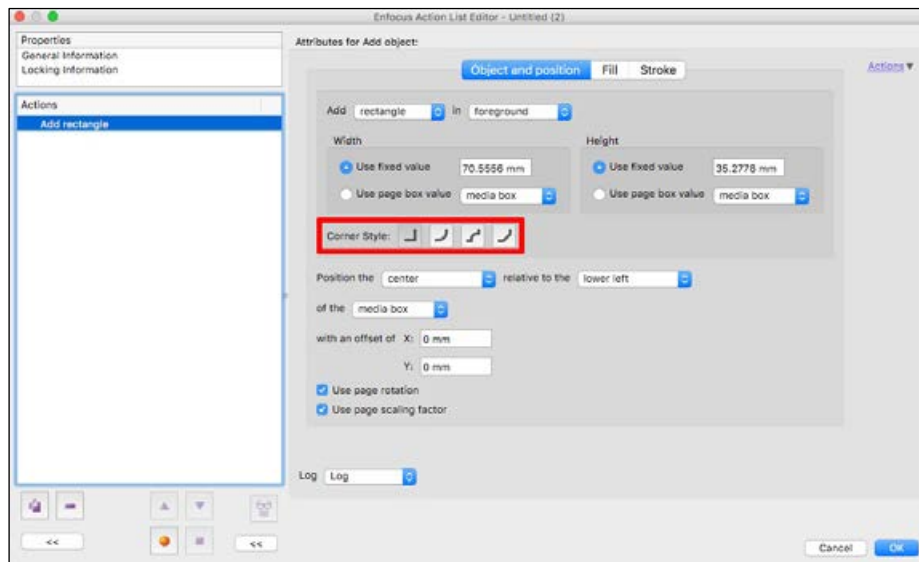 Enfocus Action List Editor - Untitled (2)
Properties
General Information
Locking Information
Actions
Add rectangle
<<
<<
Attributes for Add object:
Object and position Fill Stroke
Actions ▼
Add rectangle in foreground
Width Height
Use fixed value 70.5556 mm Use fixed value 35.2778 mm
Use page box value media box Use page box value media box
Corner Style:
Position the center relative to the lower left
of the media box
with an offset of X: 0 mm
Y: 0 mm
Use page rotation
Use page scaling factor
Log Log
Cancel OK